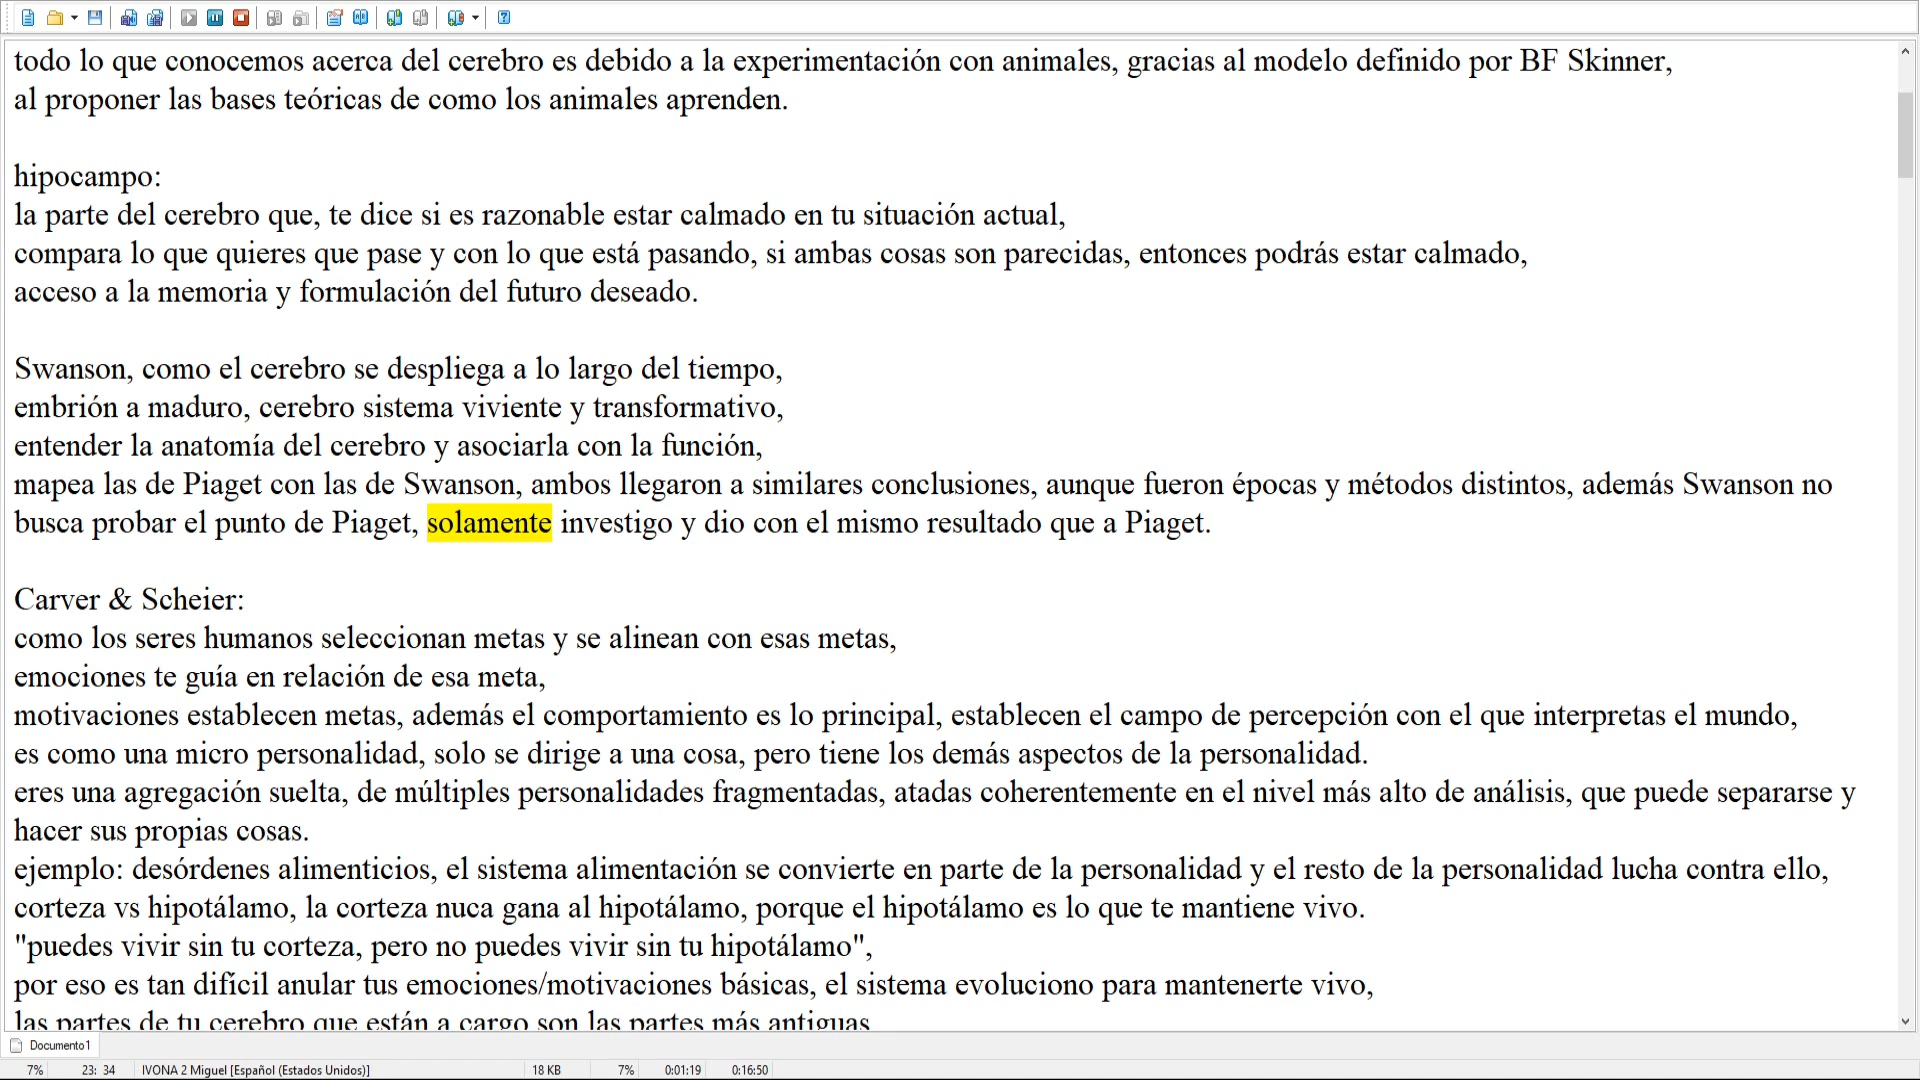 todo lo que conocemos acerca del cerebro es debido a la experimentación con animales, gracias al modelo definido por BF Skinner,
al proponer las bases teóricas de como los animales aprenden.
hipocampo:
la parte del cerebro que, te dice si es razonable estar calmado en tu situación actual,
compara lo que quieres que pase y con lo que está pasando, si ambas cosas son parecidas, entonces podrás estar calmado,
acceso a la memoria y formulación del futuro deseado.
Swanson, como el cerebro se despliega a lo largo del tiempo,
embrión a maduro, cerebro sistema viviente y transformativo,
entender la anatomía del cerebro y asociarla con la función,
mapea las de Piaget con las de Swanson, ambos llegaron a similares conclusiones, aunque fueron épocas y métodos distintos, además Swanson no
busca probar el punto de Piaget, solamente investigo y dio con el mismo resultado que a Piaget.
Carver & Scheier:
como los seres humanos seleccionan metas y se alinean con esas metas,
emociones te guía en relación de esa meta,
motivaciones establecen metas, además el comportamiento es lo principal, establecen el campo de percepción con el que interpretas el mundo,
es como una micro personalidad, solo se dirige a una cosa, pero tiene los demás aspectos de la personalidad.
eres una agregación suelta, de múltiples personalidades fragmentadas, atadas coherentemente en el nivel más alto de análisis, que puede separarse y
hacer sus propias cosas.
ejemplo: desórdenes alimenticios, el sistema alimentación se convierte en parte de la personalidad y el resto de la personalidad lucha contra ello,
corteza vs hipotálamo, la corteza nuca gana al hipotálamo, porque el hipotálamo es lo que te mantiene vivo.
"puedes vivir sin tu corteza, pero no puedes vivir sin tu hipotálamo",
por eso es tan difícil anular tus emociones/motivaciones básicas, el sistema evoluciono para mantenerte vivo,
las partes de tu cerebro que están a cargo son las partes más antiguas
Documento1
7% 23: 34 IVONA 2 Miguel [Español (Estados Unidos)] 18 KB 7% 0:01:19 0:16:50